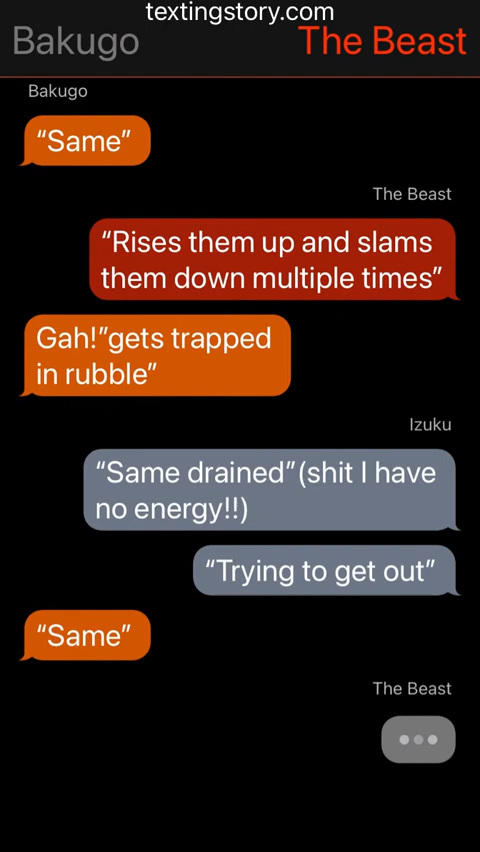 textingstory.com
Bakugo The Beast
Bakugo
“Same”
The Beast
“Rises them up and slams
them down multiple times”
Gah!”gets trapped
in rubble”
Izuku
“Same drained”(shit I have
no energy!!)
“Trying to get out”
“Same”
The Beast